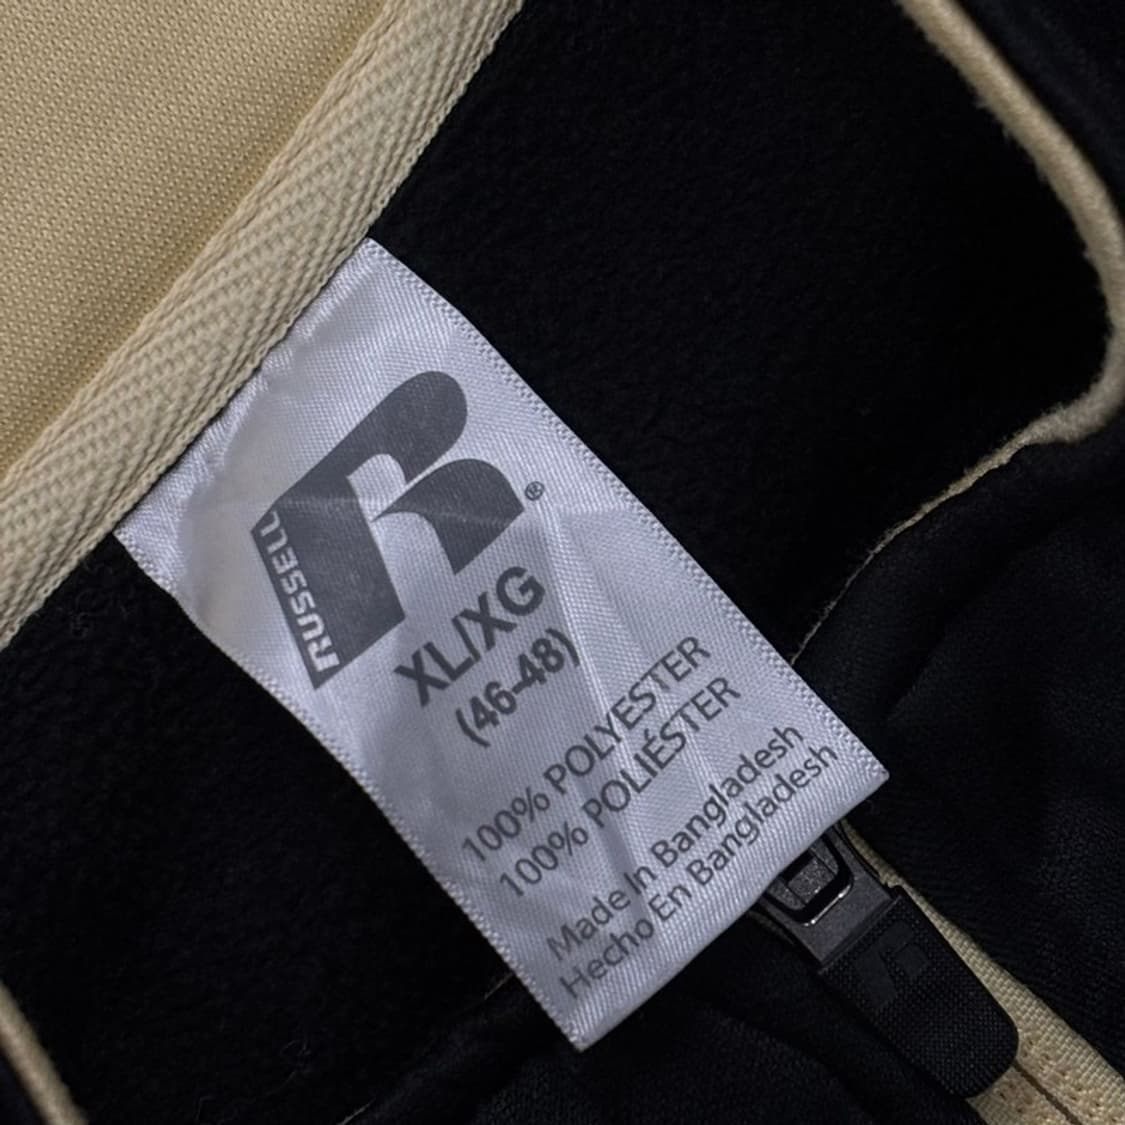 RUSSELL
®
XL/XG
(46-48)
100% POLYESTER
100% POLIÉSTER
Made In Bangladesh
Hecho En Bangladesh